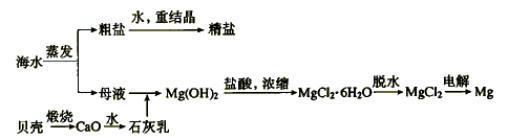 水，重结晶
粗盐 精盐
蒸发
海水
盐酸，浓缩 脱水 电解
母液 Mg(OH)₂ MgCl₂·6H₂O MgCl₂ Mg
煅烧 水
贝壳 CaO 石灰乳